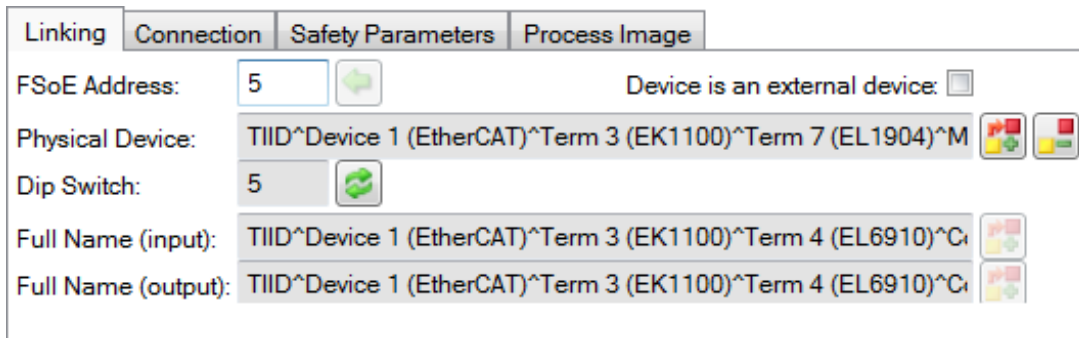 Linking Connection Safety Parameters Process Image
FSoE Address: 5 Device is an external device:
Physical Device: TIID^Device 1 (EtherCAT)^Term 3 (EK1100)^Term 7 (EL1904)^M
Dip Switch: 5
Full Name (input): TIID^Device 1 (EtherCAT)^Term 3 (EK1100)^Term 4 (EL6910)^C
Full Name (output): TIID^Device 1 (EtherCAT)^Term 3 (EK1100)^Term 4 (EL6910)^C